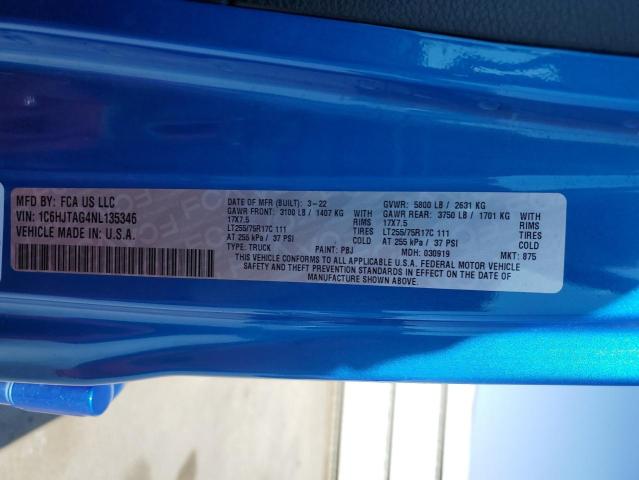 MFD BY: FCA US LLC
VIN: 1C6HJTAG4NL135346
VEHICLE MADE IN: U.S.A.
DATE OF MFR (BUILT): 3-22
GAWR FRONT: 3100 LB / 1407 KG WITH
17X7.5 RIMS
LT255/75R17C 111 TIRES
AT 255 kPa / 37 PSI COLD
TYPE: TRUCK PAINT: PBJ
GVWR: 5800 LB / 2631 KG
GAWR REAR: 3750 LB / 1701 KG WITH
17X7.5 RIMS
LT255/75R17C 111 TIRES
AT 255 kPa / 37 PSI COLD
MDH: 030919 MKT: 875
THIS VEHICLE CONFORMS TO ALL APPLICABLE U.S.A. FEDERAL MOTOR VEHICLE
SAFETY AND THEFT PREVENTION STANDARDS IN EFFECT ON THE DATE OF
MANUFACTURE SHOWN ABOVE.